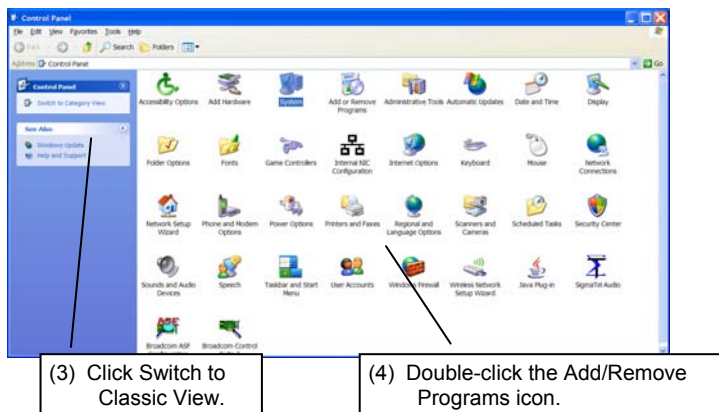 Control Panel
File Edit View Favorites Tools Help
Back Search Folders
Address Control Panel Go
Control Panel
Switch to Category View
See Also
Windows Update
Help and Support
Accessibility Options
Add Hardware
System
Add or Remove Programs
Administrative Tools
Automatic Updates
Date and Time
Display
Folder Options
Fonts
Game Controllers
Internal NIC Configuration
Internet Options
Keyboard
Mouse
Network Connections
Network Setup Wizard
Phone and Modem Options
Power Options
Printers and Faxes
Regional and Language Options
Scanners and Cameras
Scheduled Tasks
Security Center
Sounds and Audio Devices
Speech
Taskbar and Start Menu
User Accounts
Windows Firewall
Wireless Network Setup Wizard
Java Plug-in
SigmaTel Audio
ASF
Broadcom ASF
Broadcom Control
(3) Click Switch to
Classic View.
(4) Double-click the Add/Remove
Programs icon.